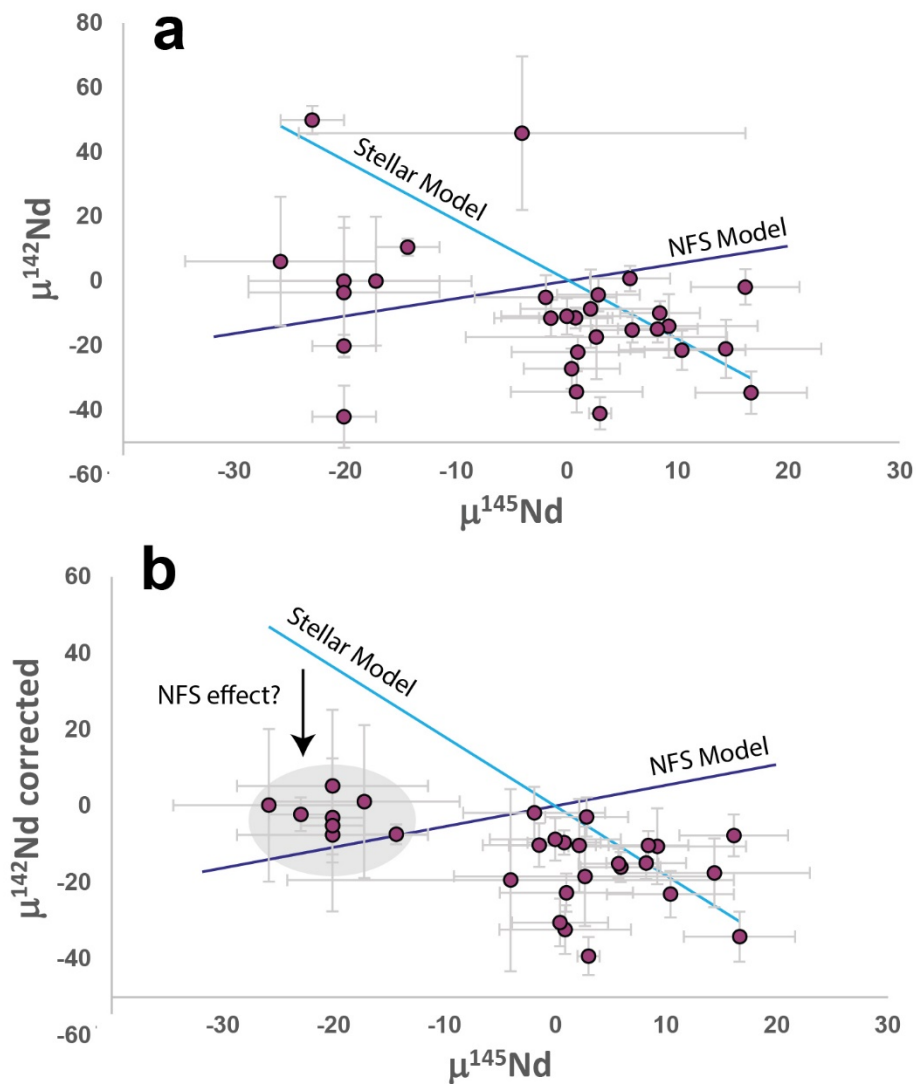 a
80
60
40
20
0
-20
-40
-60
μ142Nd
Stellar Model
NFS Model
-30 -20 -10 0 10 20 30
μ145Nd
b
60
40
20
0
-20
-40
-60
μ142Nd corrected
Stellar Model
NFS effect?
NFS Model
-30 -20 -10 0 10 20 30
μ145Nd